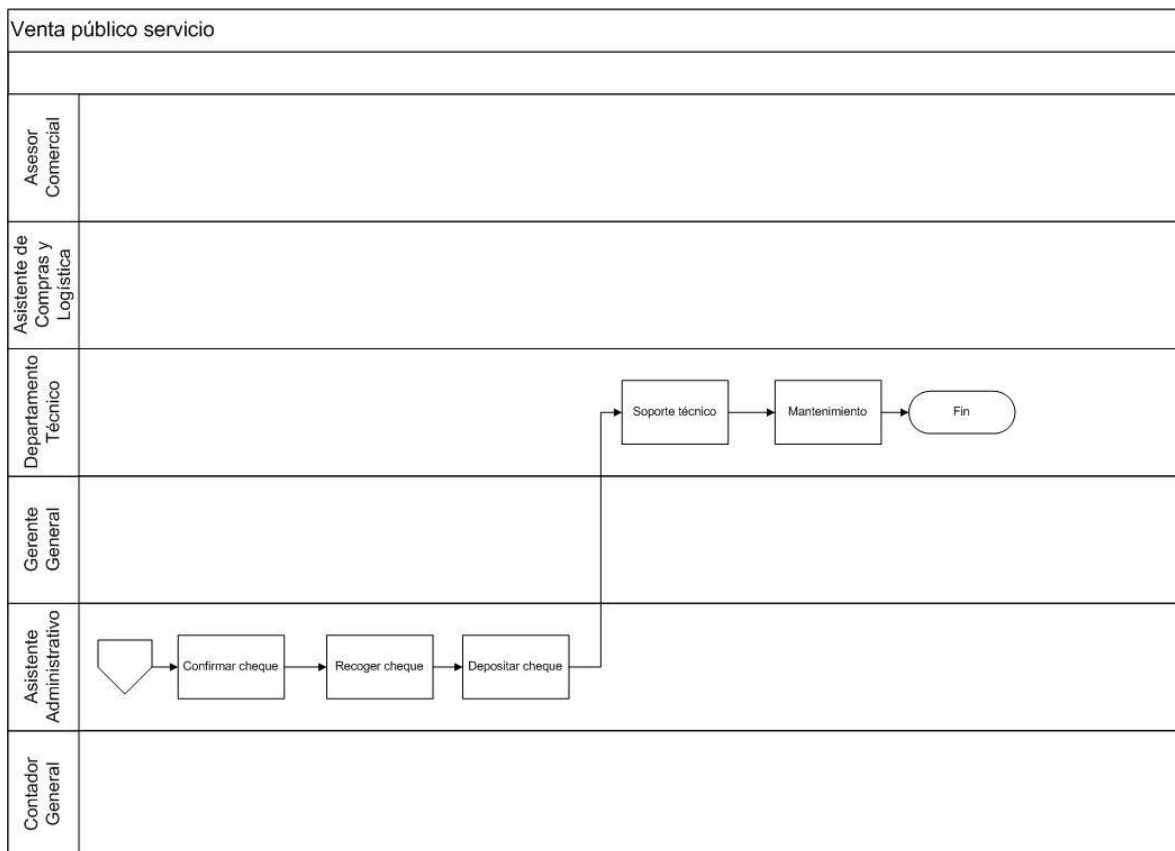 Venta público servicio
Asesor
Comercial
Asistente de
Compras y
Logística
Departamento
Técnico
Soporte técnico
Mantenimiento
Fin
Gerente
General
Asistente
Administrativo
Confirmar cheque
Recoger cheque
Depositar cheque
Contador
General